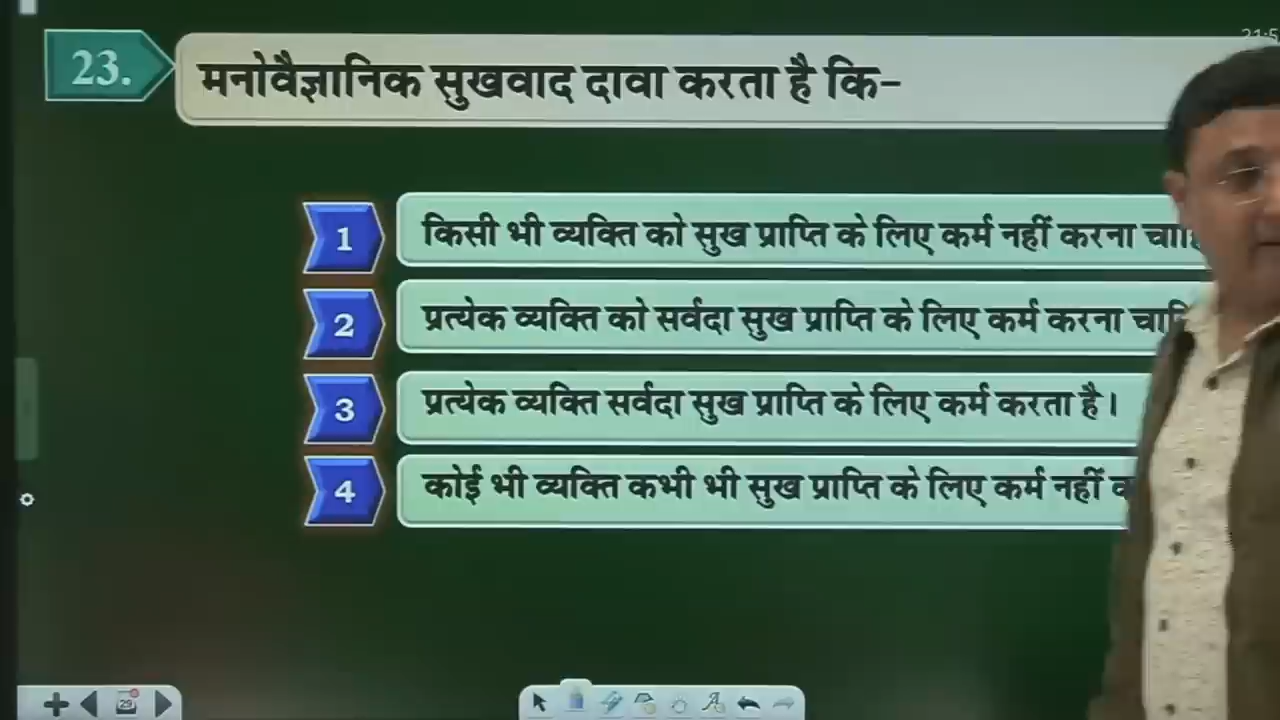 23.
मनोवैज्ञानिक सुखवाद दावा करता है कि-
1
किसी भी व्यक्ति को सुख प्राप्ति के लिए कर्म नहीं करना
2
प्रत्येक व्यक्ति को सर्वदा सुख प्राप्ति के लिए कर्म करना
3
प्रत्येक व्यक्ति सर्वदा सुख प्राप्ति के लिए कर्म करता है।
4
कोई भी व्यक्ति कभी भी सुख प्राप्ति के लिए कर्म नहीं
29